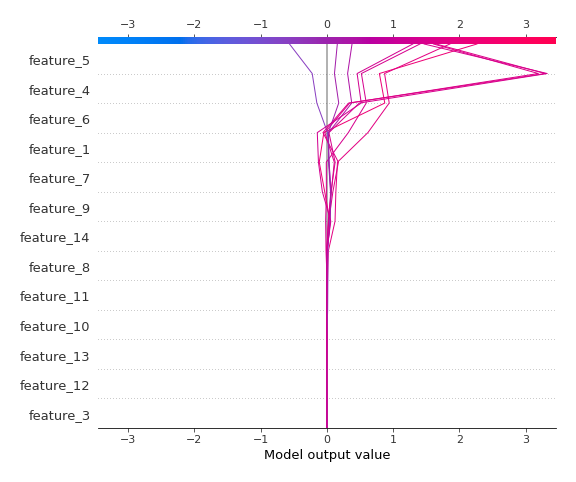 −3 −2 −1 0 1 2 3
feature_5
feature_4
feature_6
feature_1
feature_7
feature_9
feature_14
feature_8
feature_11
feature_10
feature_13
feature_12
feature_3
−3 −2 −1 0 1 2 3
Model output value